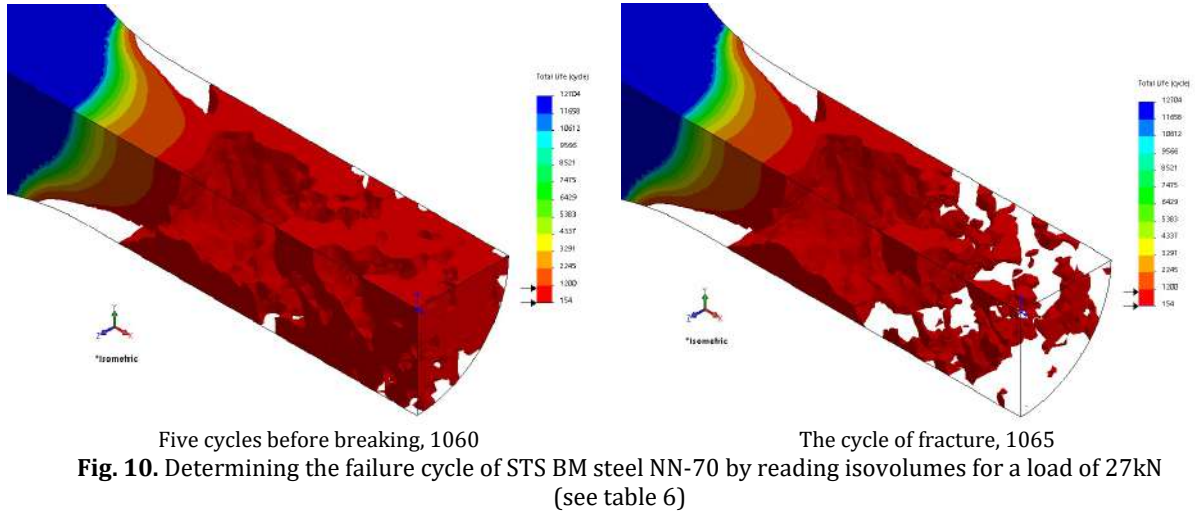 Total Life (cycle)
12704
11658
10612
9566
8521
7475
6429
5383
4337
3291
2245
1200
154
Y
Z
X
*Isometric
Total Life (cycle)
12704
11658
10612
9566
8521
7475
6429
5383
4337
3291
2245
1200
154
Y
Z
X
*Isometric
Five cycles before breaking, 1060
The cycle of fracture, 1065
Fig. 10. Determining the failure cycle of STS BM steel NN-70 by reading isovolumes for a load of 27kN
(see table 6)